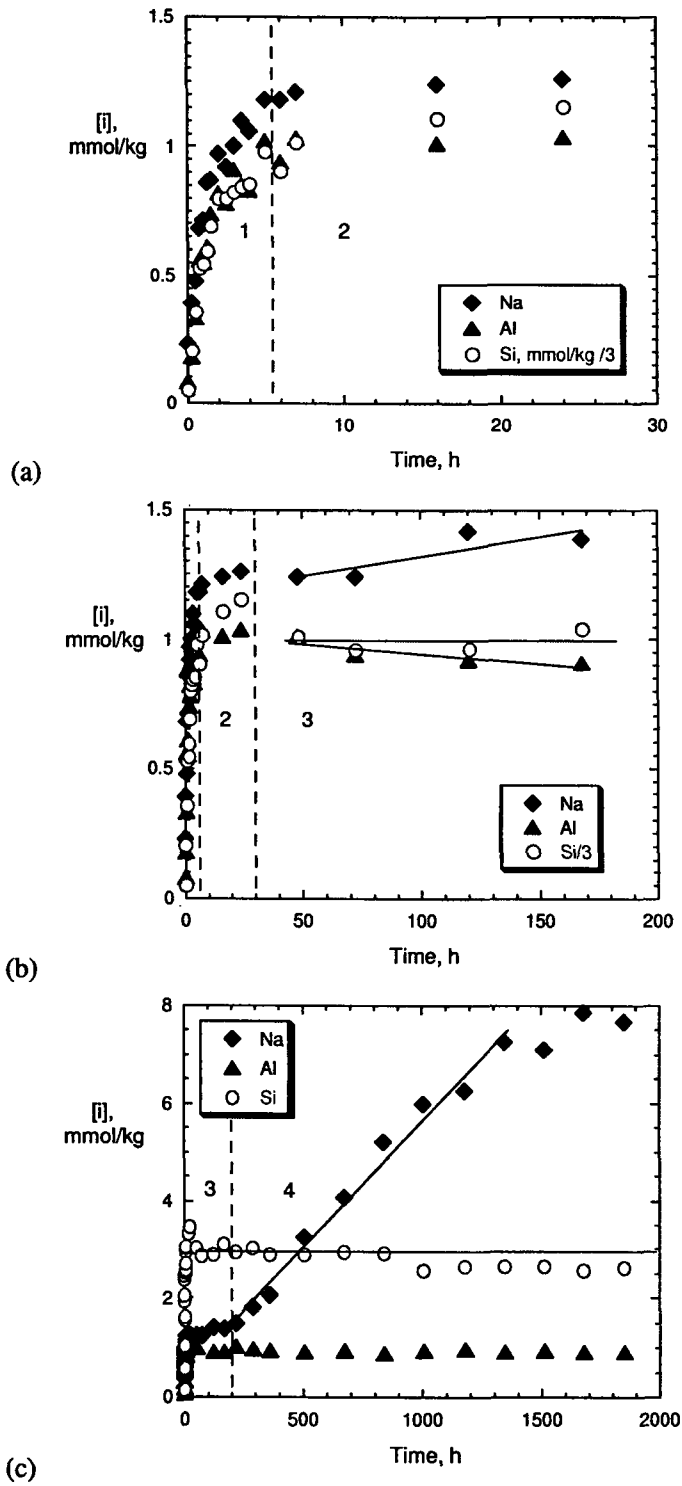 1.5
[i],
mmol/kg
1
0.5
0
1
2
Na
Al
Si, mmol/kg /3
0
10
20
30
Time, h
(a)
1.5
[i],
mmol/kg
1
0.5
0
2
3
Na
Al
Si/3
0
50
100
150
200
Time, h
(b)
8
[i],
mmol/kg
6
4
2
0
Na
Al
Si
3
4
0
500
1000
1500
2000
Time, h
(c)